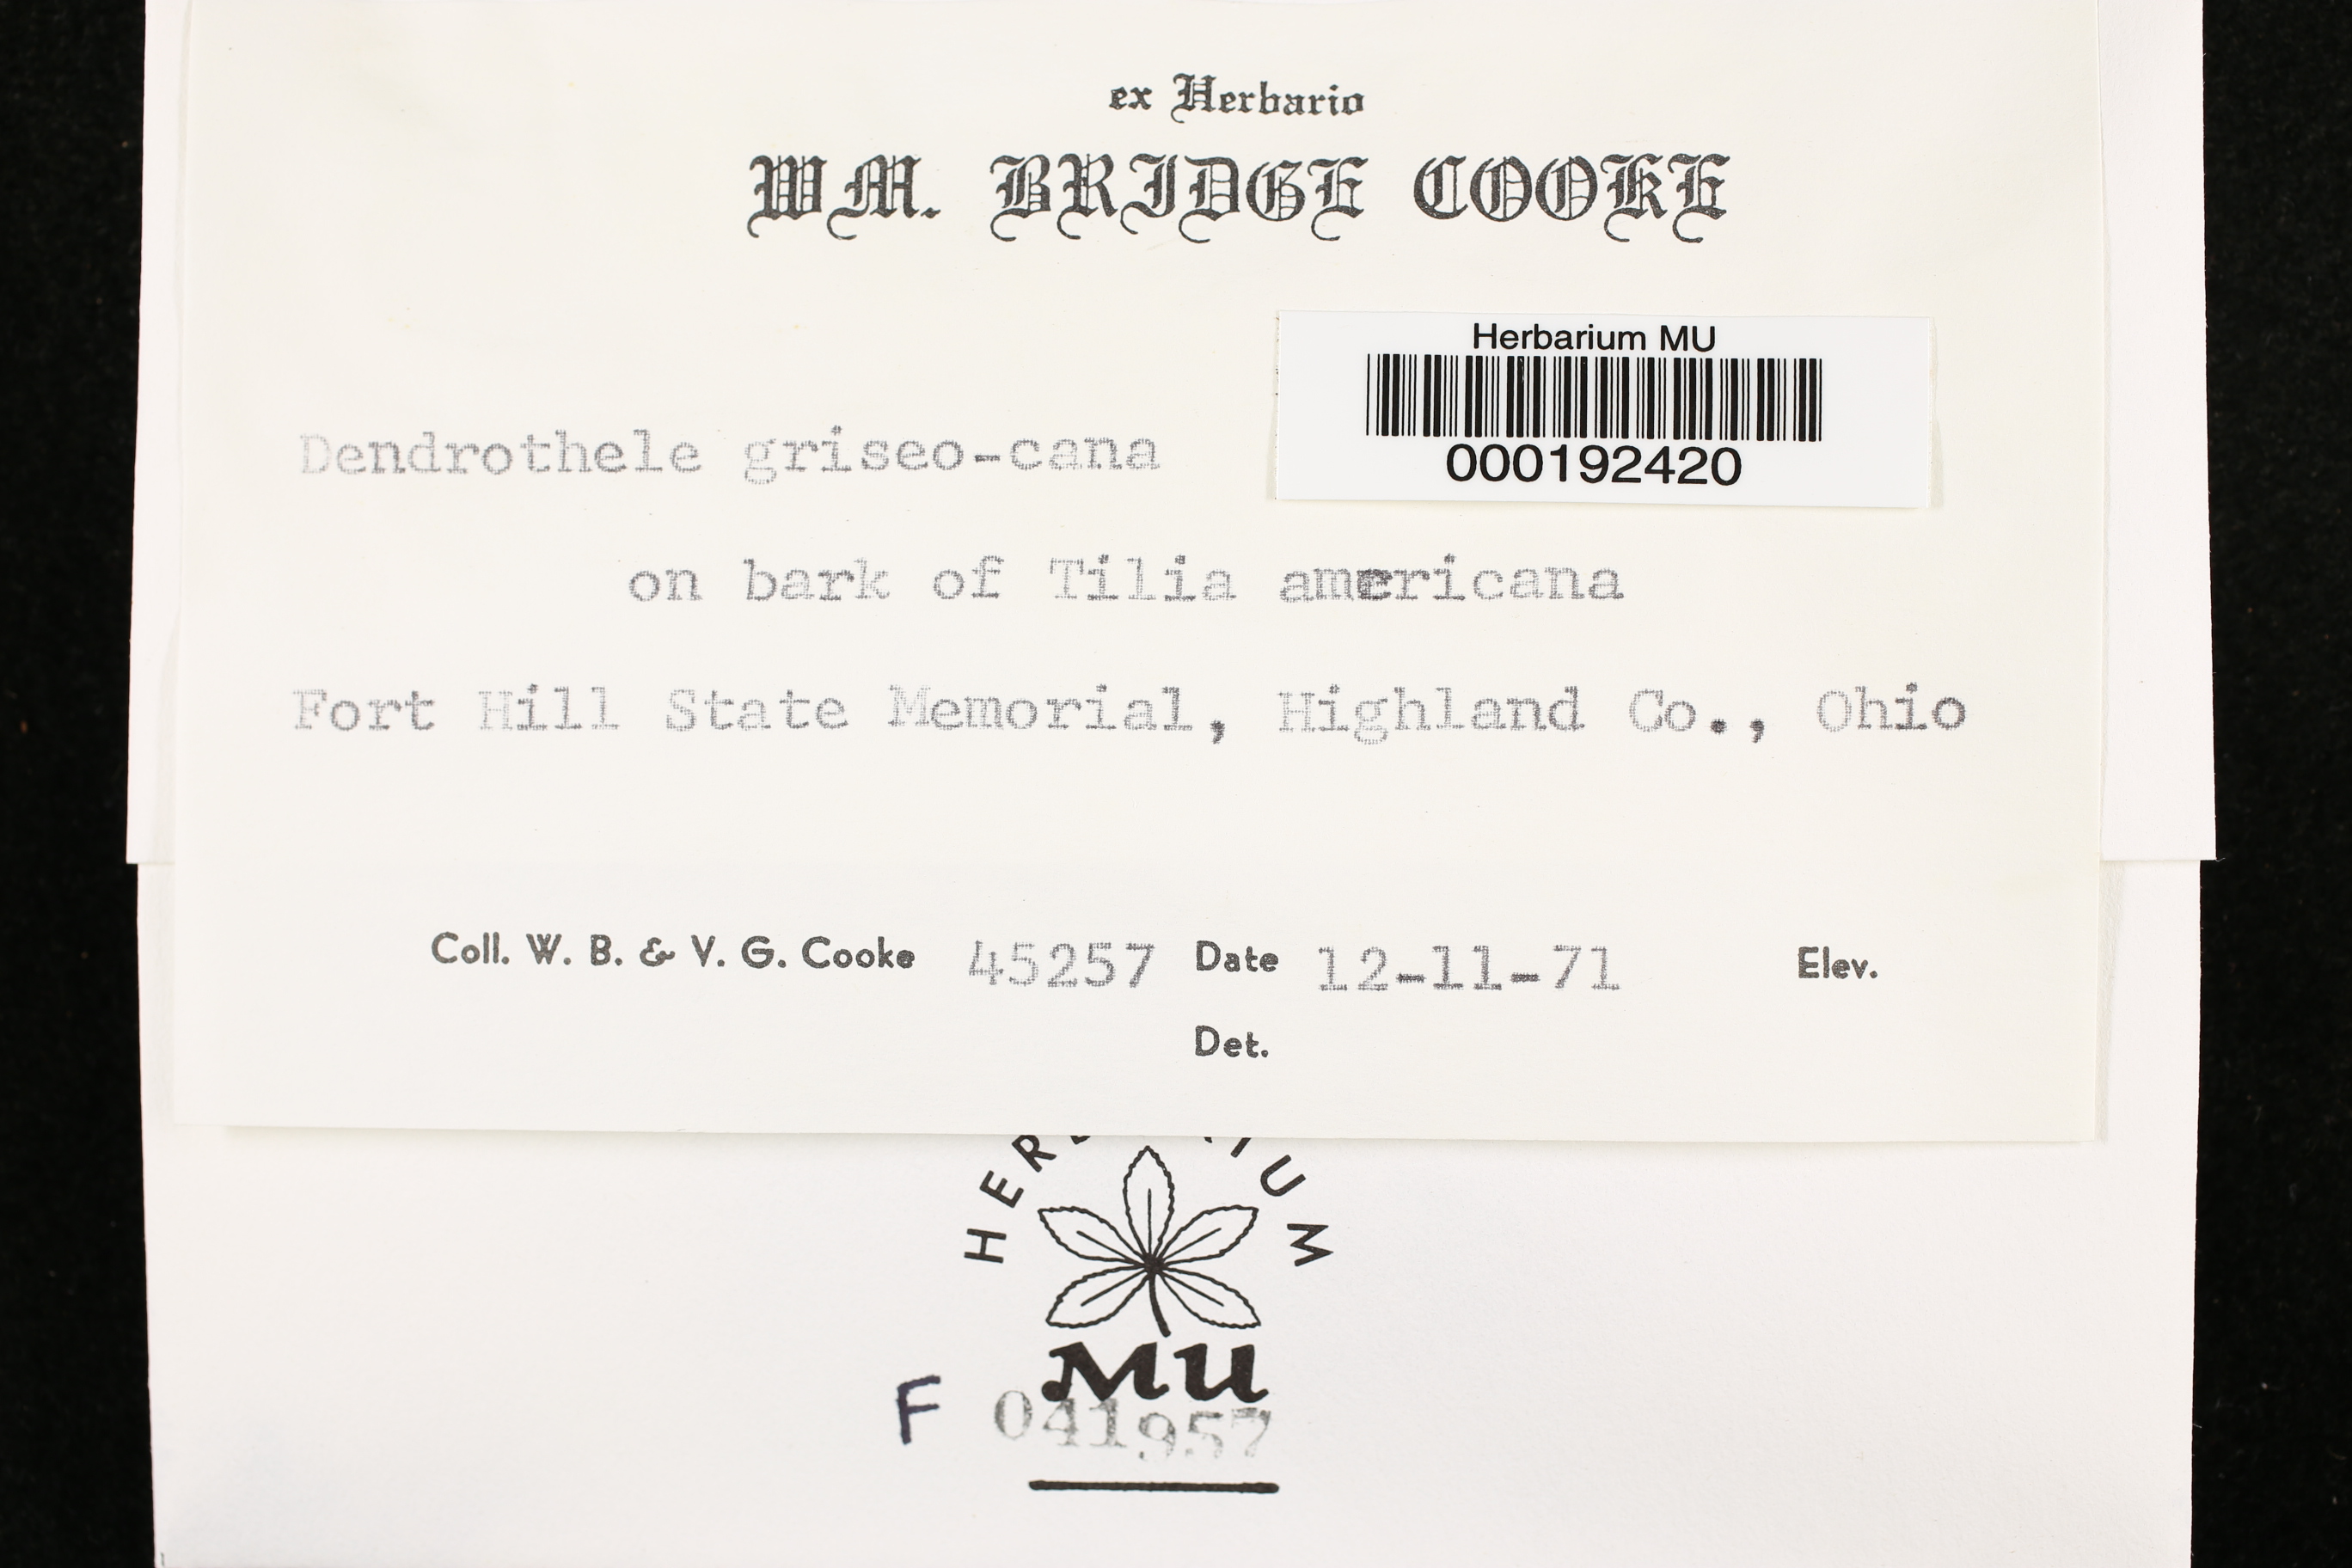 ex Herbario
WM. BRIDGE COOKE
Herbarium MU
000192420
Dendrothele griseo-cana
on bark of Tilia americana
Fort Hill State Memorial, Highland Co., Ohio
Coll. W. B. & V. G. Cooke 45257 Date 12-11-71 Elev.
Det.
MU
F 041957